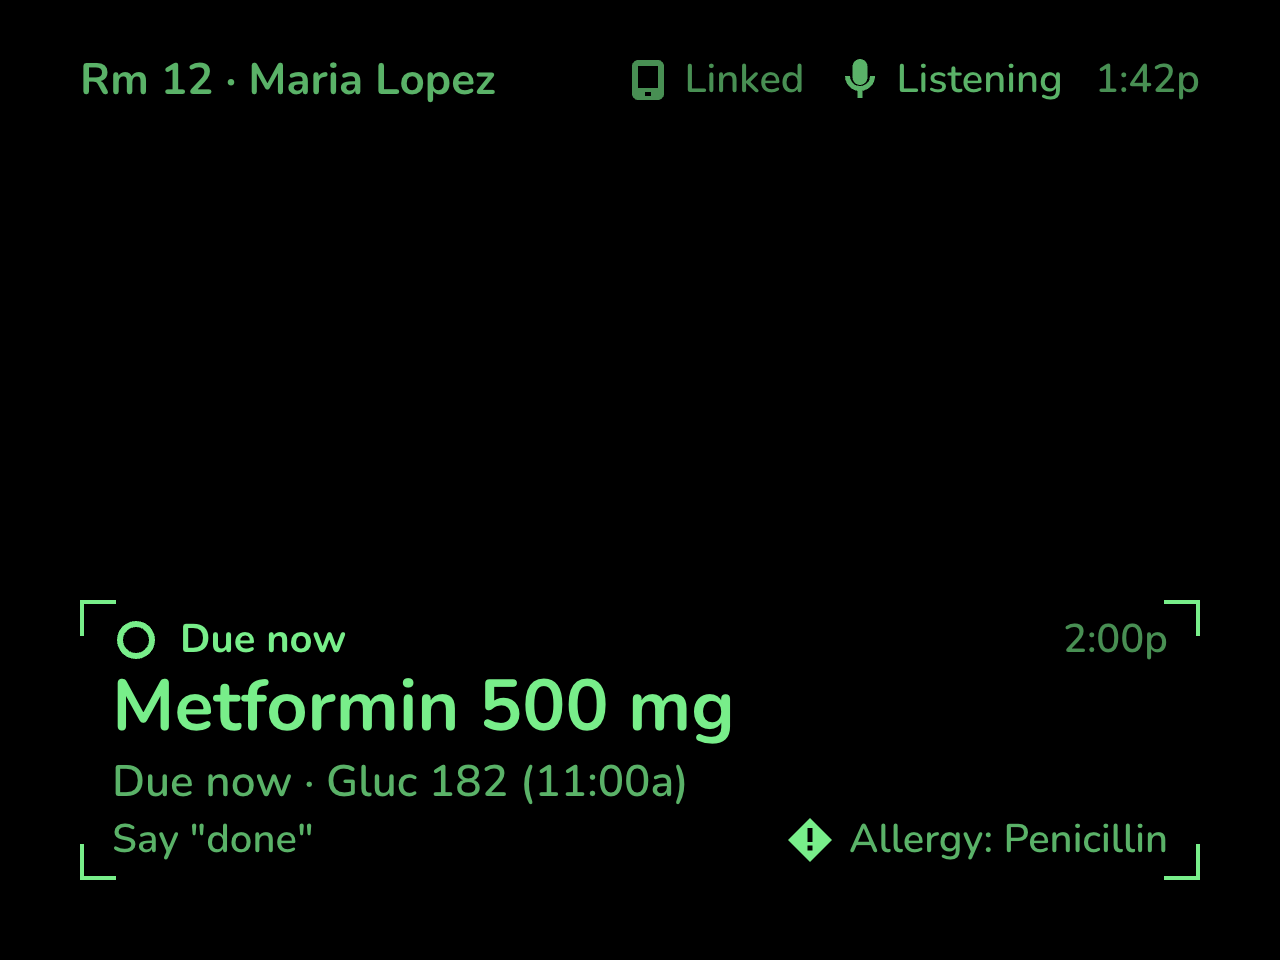 Rm 12 · Maria Lopez Linked Listening 1:42p
Due now 2:00p
Metformin 500 mg
Due now · Gluc 182 (11:00a)
Say "done" Allergy: Penicillin